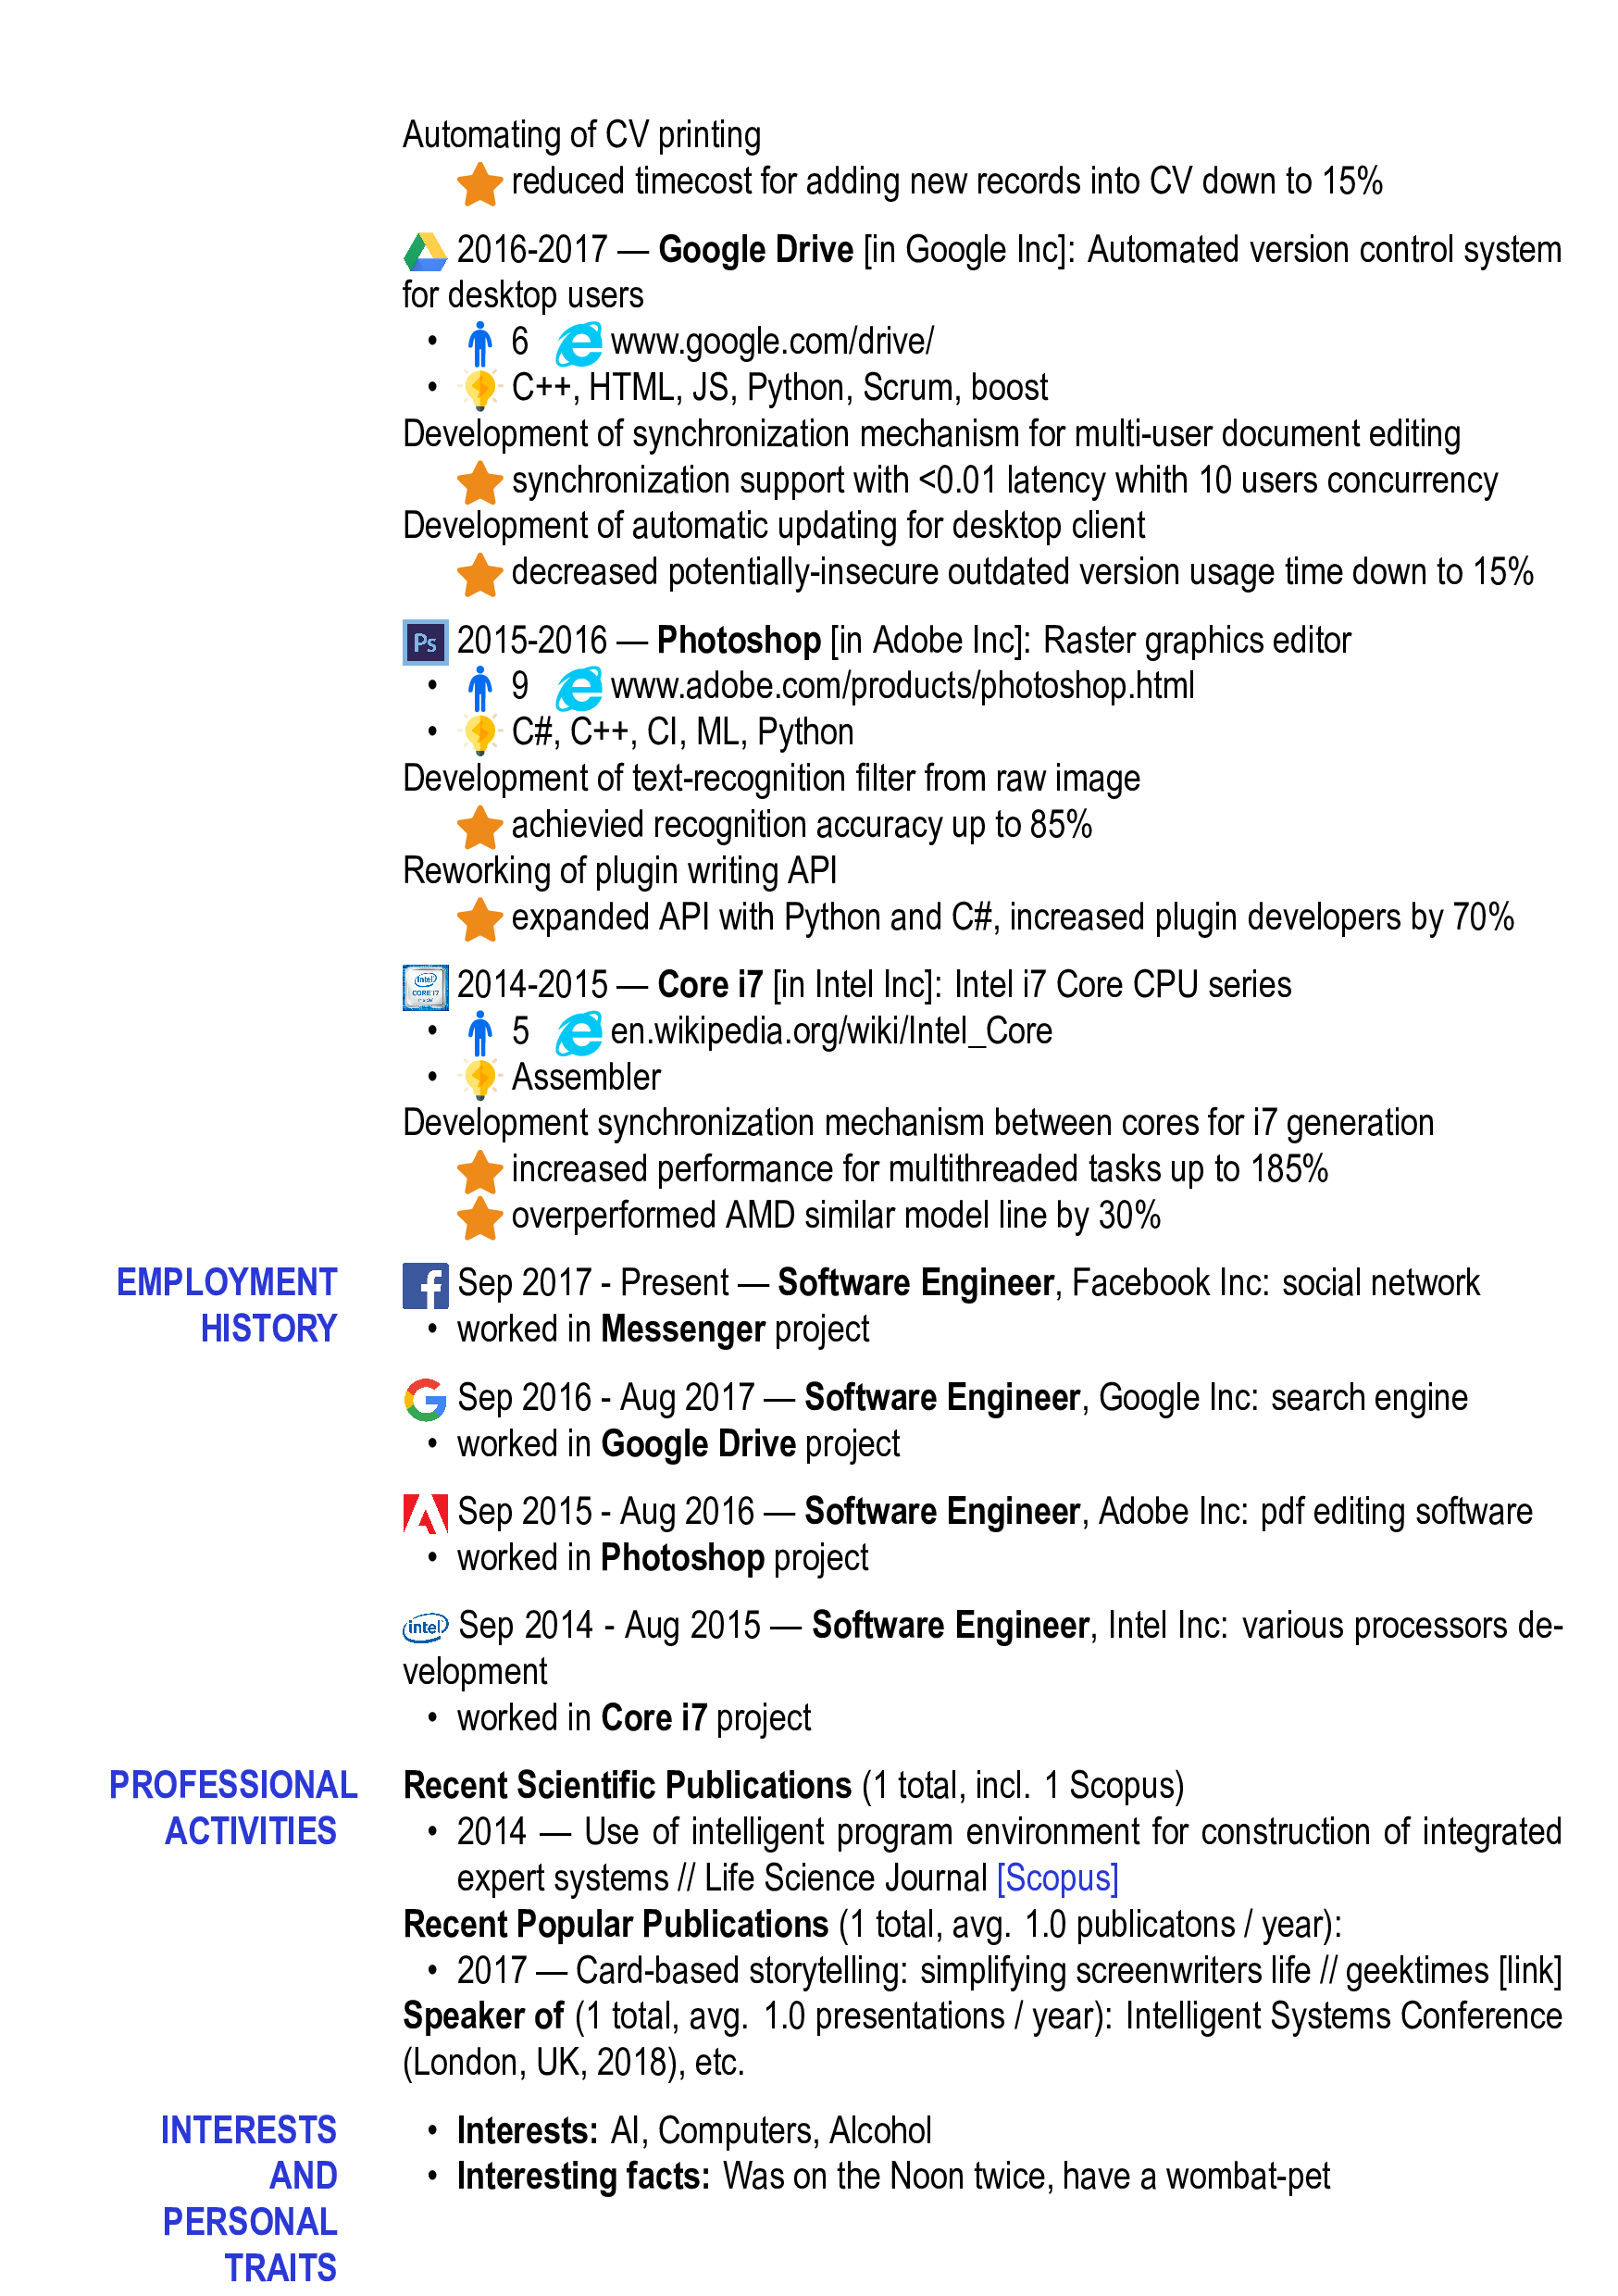 Automating of CV printing
reduced timecost for adding new records into CV down to 15%
2016-2017 — Google Drive [in Google Inc]: Automated version control system
for desktop users
• 6 www.google.com/drive/
• C++, HTML, JS, Python, Scrum, boost
Development of synchronization mechanism for multi-user document editing
synchronization support with <0.01 latency whith 10 users concurrency
Development of automatic updating for desktop client
decreased potentially-insecure outdated version usage time down to 15%
Ps 2015-2016 — Photoshop [in Adobe Inc]: Raster graphics editor
• 9 www.adobe.com/products/photoshop.html
• C#, C++, CI, ML, Python
Development of text-recognition filter from raw image
achievied recognition accuracy up to 85%
Reworking of plugin writing API
expanded API with Python and C#, increased plugin developers by 70%
2014-2015 — Core i7 [in Intel Inc]: Intel i7 Core CPU series
• 5 en.wikipedia.org/wiki/Intel_Core
• Assembler
Development synchronization mechanism between cores for i7 generation
increased performance for multithreaded tasks up to 185%
overperformed AMD similar model line by 30%
EMPLOYMENT
HISTORY
Sep 2017 - Present — Software Engineer, Facebook Inc: social network
• worked in Messenger project
Sep 2016 - Aug 2017 — Software Engineer, Google Inc: search engine
• worked in Google Drive project
Sep 2015 - Aug 2016 — Software Engineer, Adobe Inc: pdf editing software
• worked in Photoshop project
intel Sep 2014 - Aug 2015 — Software Engineer, Intel Inc: various processors de-
velopment
• worked in Core i7 project
PROFESSIONAL
ACTIVITIES
Recent Scientific Publications (1 total, incl. 1 Scopus)
• 2014 — Use of intelligent program environment for construction of integrated
expert systems // Life Science Journal [Scopus]
Recent Popular Publications (1 total, avg. 1.0 publicatons / year):
• 2017 — Card-based storytelling: simplifying screenwriters life // geektimes [link]
Speaker of (1 total, avg. 1.0 presentations / year): Intelligent Systems Conference
(London, UK, 2018), etc.
INTERESTS
AND
PERSONAL
TRAITS
• Interests: AI, Computers, Alcohol
• Interesting facts: Was on the Noon twice, have a wombat-pet